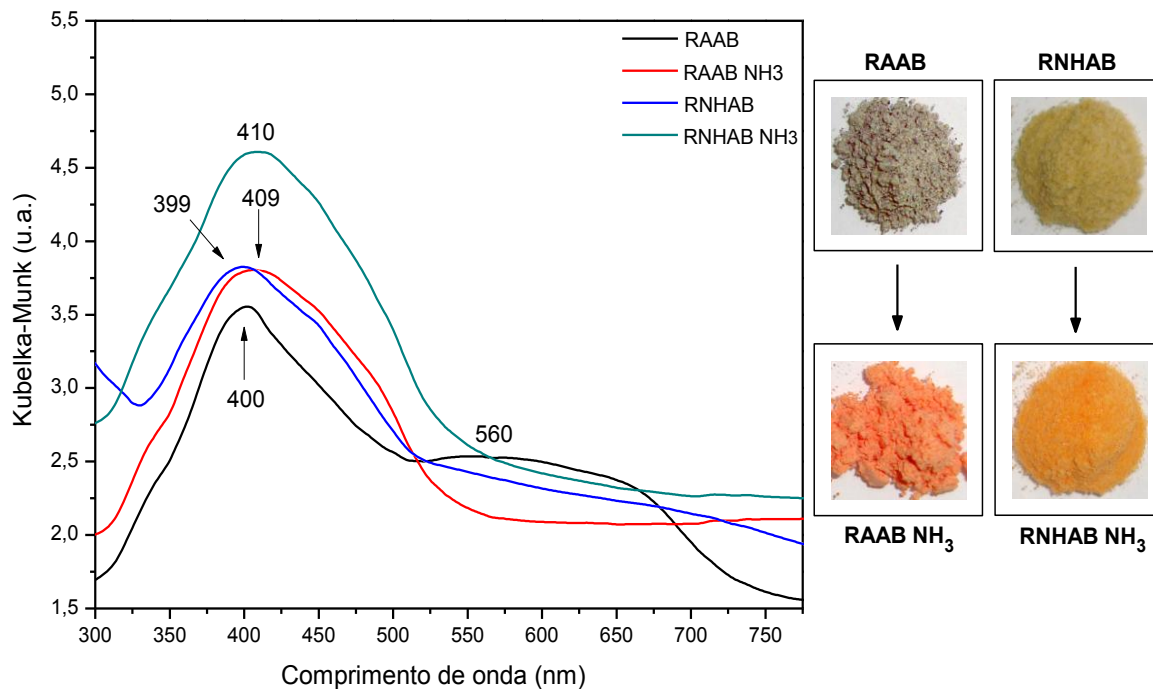 5,5
5,0
4,5
4,0
3,5
3,0
2,5
2,0
1,5
Kubelka-Munk (u.a.)
300 350 400 450 500 550 600 650 700 750
Comprimento de onda (nm)
RAAB
RAAB NH3
RNHAB
RNHAB NH3
410
399
409
400
560
RAAB RNHAB
RAAB NH₃ RNHAB NH₃